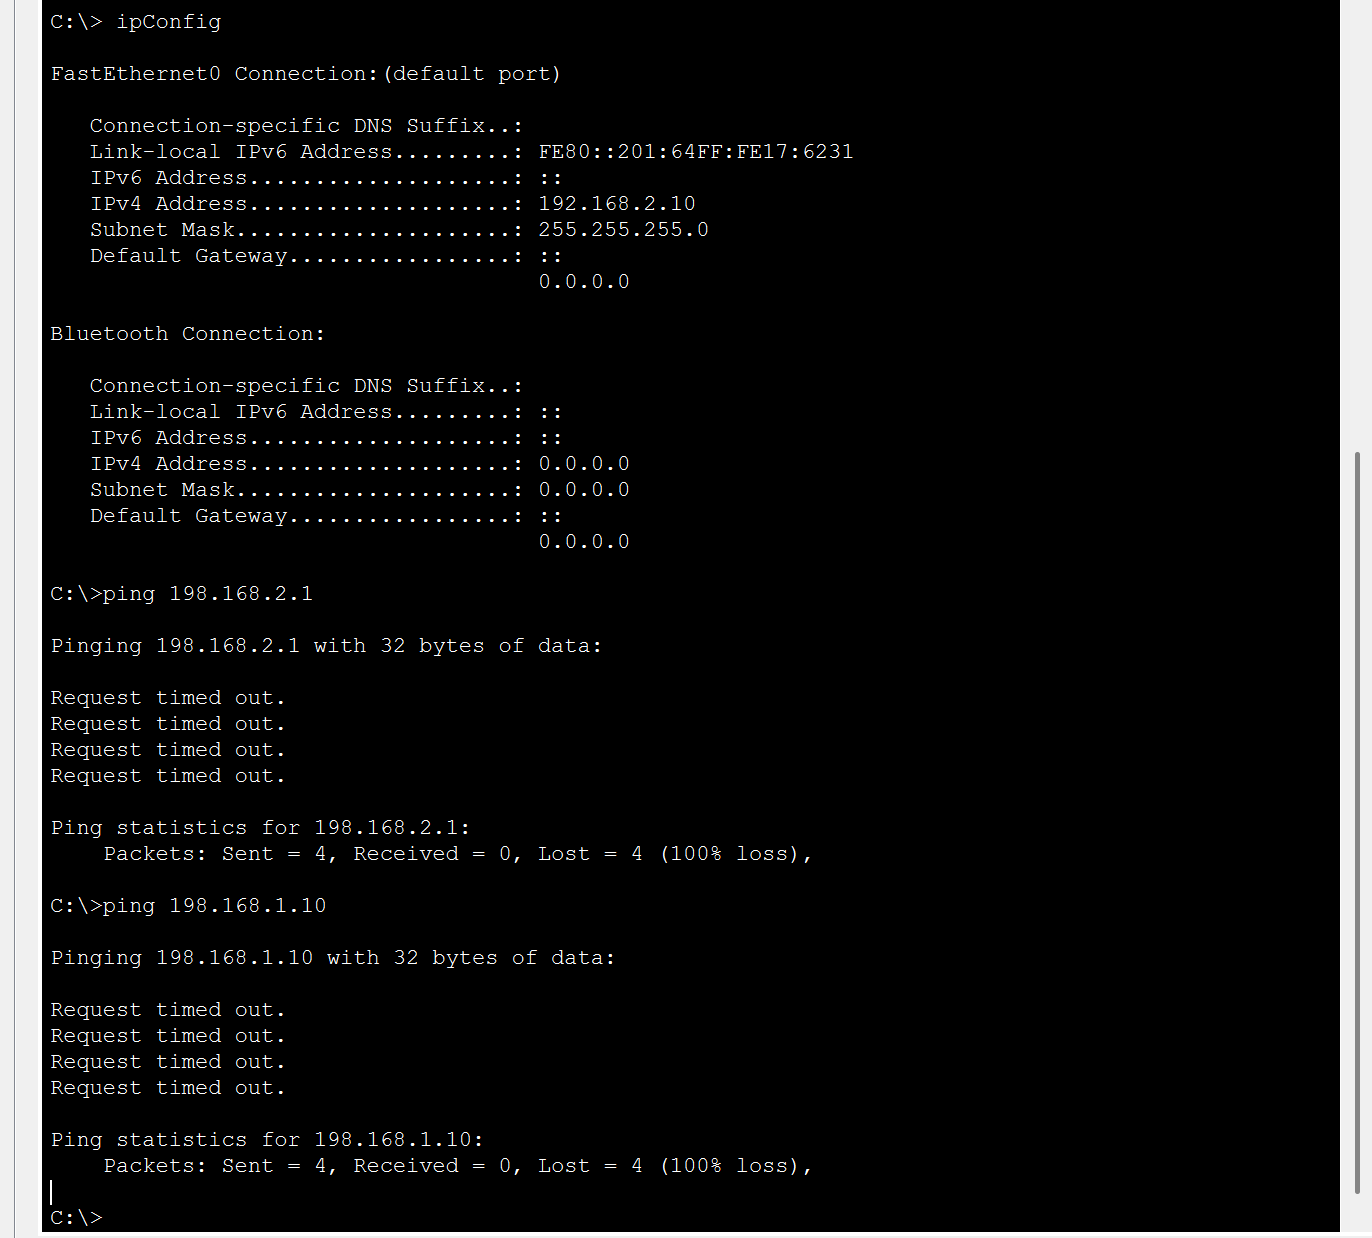 C:\> ipConfig
FastEthernet0 Connection:(default port)
Connection-specific DNS Suffix..:
Link-local IPv6 Address.........: FE80::201:64FF:FE17:6231
IPv6 Address....................: ::
IPv4 Address....................: 192.168.2.10
Subnet Mask.....................: 255.255.255.0
Default Gateway.................: ::
0.0.0.0
Bluetooth Connection:
Connection-specific DNS Suffix..:
Link-local IPv6 Address.........: ::
IPv6 Address....................: ::
IPv4 Address....................: 0.0.0.0
Subnet Mask.....................: 0.0.0.0
Default Gateway.................: ::
0.0.0.0
C:\>ping 198.168.2.1
Pinging 198.168.2.1 with 32 bytes of data:
Request timed out.
Request timed out.
Request timed out.
Request timed out.
Ping statistics for 198.168.2.1:
Packets: Sent = 4, Received = 0, Lost = 4 (100% loss),
C:\>ping 198.168.1.10
Pinging 198.168.1.10 with 32 bytes of data:
Request timed out.
Request timed out.
Request timed out.
Request timed out.
Ping statistics for 198.168.1.10:
Packets: Sent = 4, Received = 0, Lost = 4 (100% loss),
C:\>